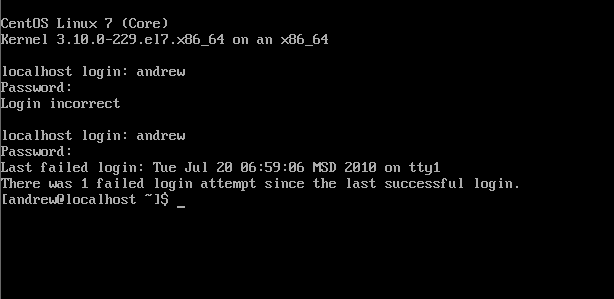 CentOS Linux 7 (Core)
Kernel 3.10.0-229.el7.x86_64 on an x86_64
localhost login: andrew
Password:
Login incorrect
localhost login: andrew
Password:
Last failed login: Tue Jul 20 06:59:06 MSD 2010 on tty1
There was 1 failed login attempt since the last successful login.
[andrew@localhost ~]$ _